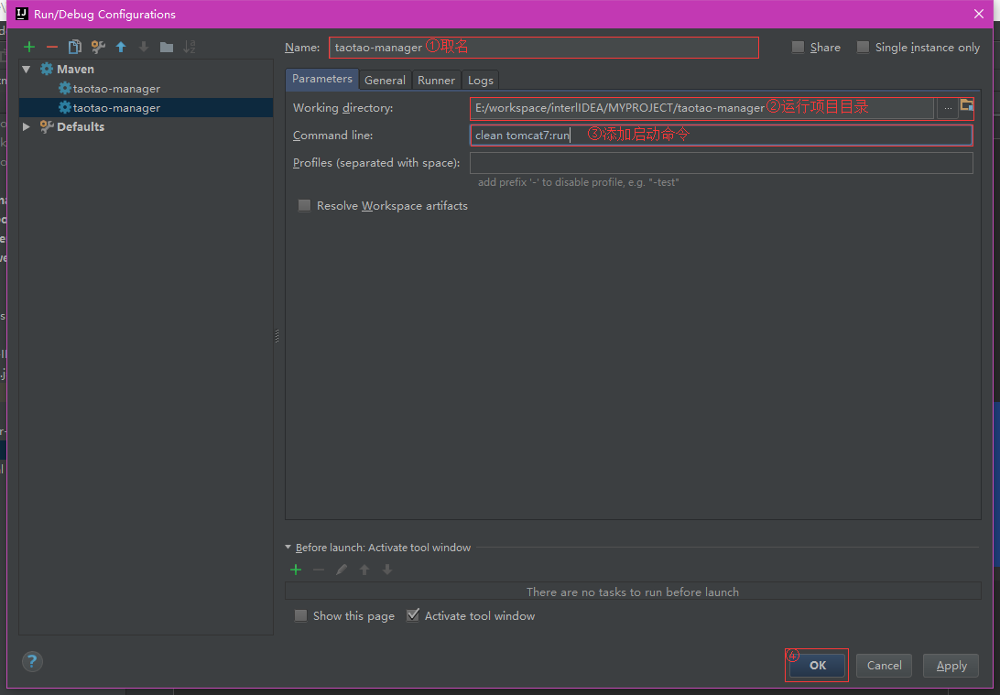 Run/Debug Configurations
Name: taotao-manager ①取名 Share Single instance only
Maven
taotao-manager
taotao-manager
Defaults
Parameters General Runner Logs
Working directory: E:/workspace/interlIDEA/MYPROJECT/taotao-manager ②运行项目目录 ...
Command line: clean tomcat7:run ③添加启动命令
Profiles (separated with space):
add prefix '-' to disable profile, e.g. "-test"
Resolve Workspace artifacts
Before launch: Activate tool window
There are no tasks to run before launch
Show this page Activate tool window
? ④ OK Cancel Apply